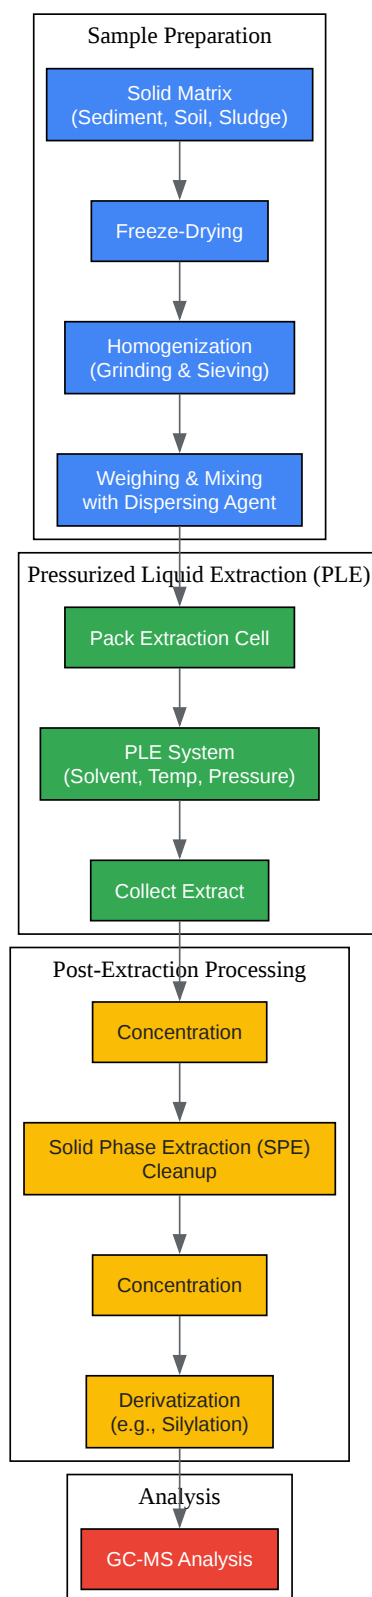 Sample Preparation
Solid Matrix
(Sediment, Soil, Sludge)
Freeze-Drying
Homogenization
(Grinding & Sieving)
Weighing & Mixing
with Dispersing Agent
Pressurized Liquid Extraction (PLE)
Pack Extraction Cell
PLE System
(Solvent, Temp, Pressure)
Collect Extract
Post-Extraction Processing
Concentration
Solid Phase Extraction (SPE)
Cleanup
Concentration
Derivatization
(e.g., Silylation)
Analysis
GC-MS Analysis